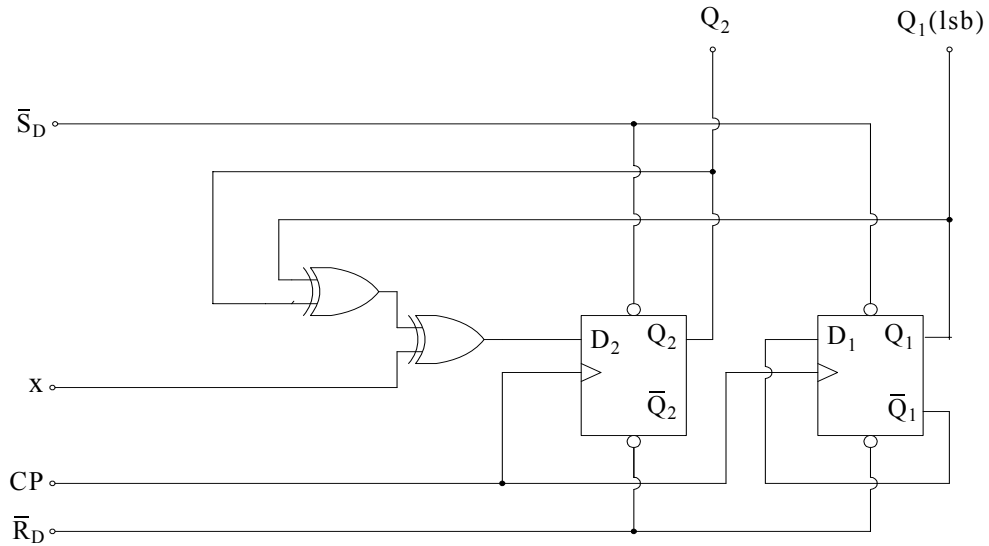 Q₂
Q₁(lsb)
S̅D
D₂
Q₂
D₁
Q₁
x
Q̅₂
Q̅₁
CP
R̅D